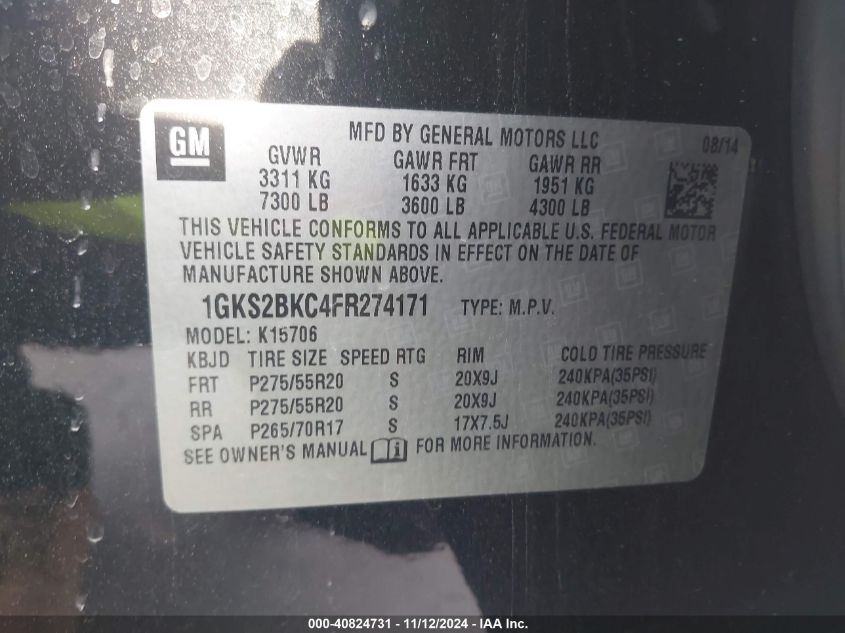 GM
MFD BY GENERAL MOTORS LLC
08/14
GVWR GAWR FRT GAWR RR
3311 KG 1633 KG 1951 KG
7300 LB 3600 LB 4300 LB
THIS VEHICLE CONFORMS TO ALL APPLICABLE U.S. FEDERAL MOTOR
VEHICLE SAFETY STANDARDS IN EFFECT ON THE DATE OF
MANUFACTURE SHOWN ABOVE.
1GKS2BKC4FR274171 TYPE: M.P.V.
MODEL: K15706
KBJD TIRE SIZE SPEED RTG RIM COLD TIRE PRESSURE
FRT P275/55R20 S 20X9J 240KPA(35PSI)
RR P275/55R20 S 20X9J 240KPA(35PSI)
SPA P265/70R17 S 17X7.5J 240KPA(35PSI)
SEE OWNER'S MANUAL i FOR MORE INFORMATION.
000-40824731 - 11/12/2024 - IAA Inc.